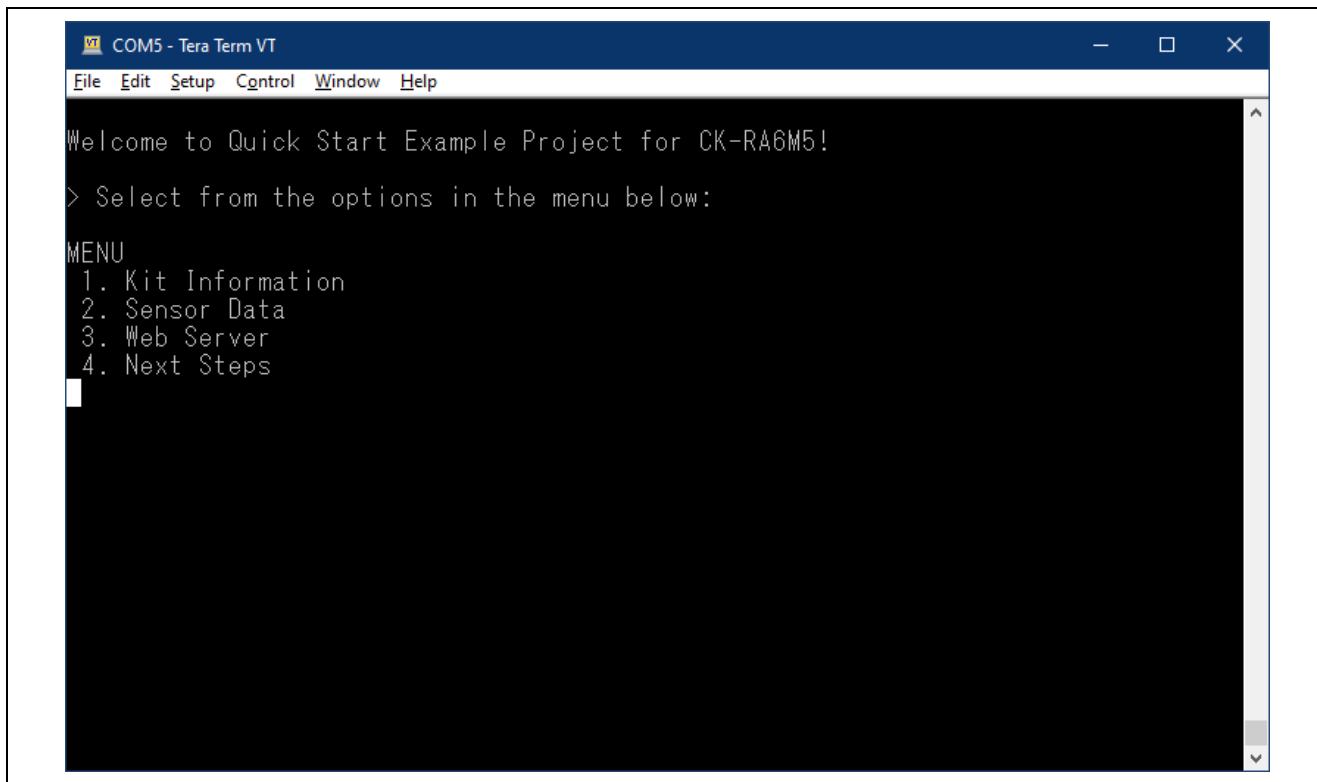 COM5 - Tera Term VT
File Edit Setup Control Window Help
Welcome to Quick Start Example Project for CK-RA6M5!
> Select from the options in the menu below:
MENU
1. Kit Information
2. Sensor Data
3. Web Server
4. Next Steps